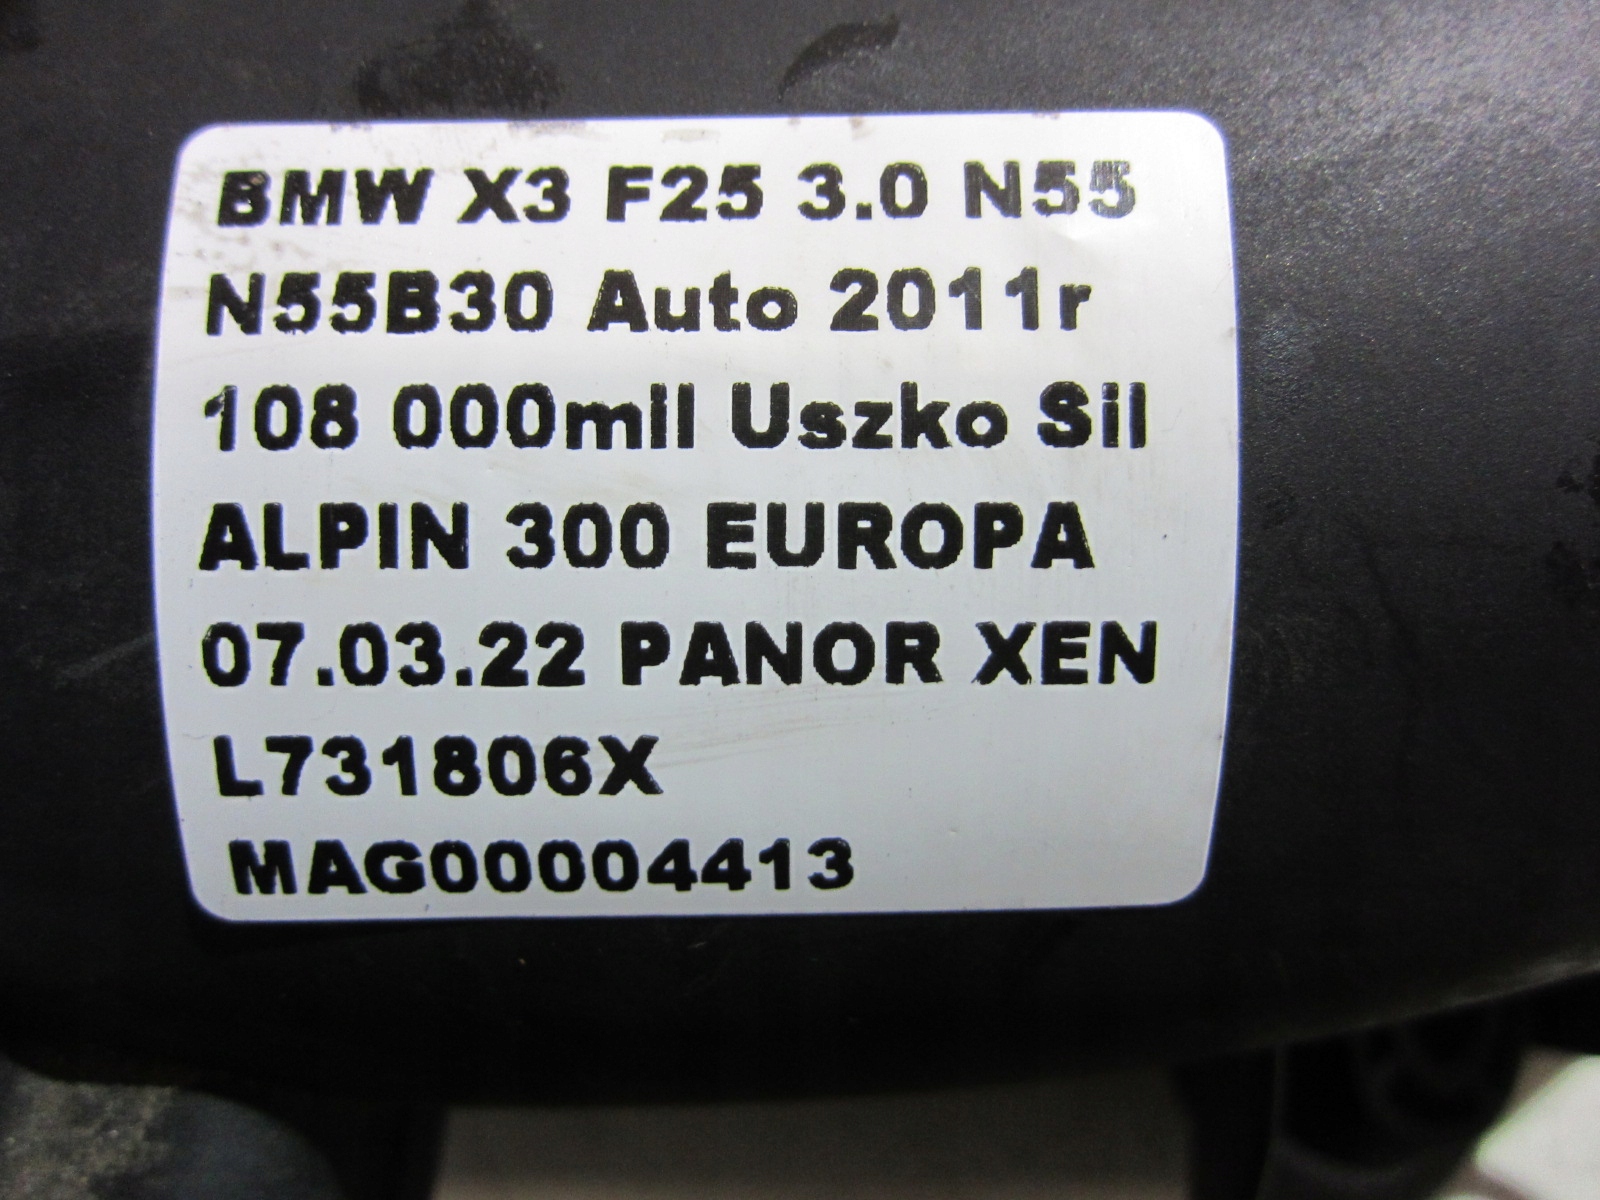 BMW X3 F25 3.0 N55
N55B30 Auto 2011r
108 000mil Uszko Sil
ALPIN 300 EUROPA
07.03.22 PANOR XEN
L731806X
MAG00004413